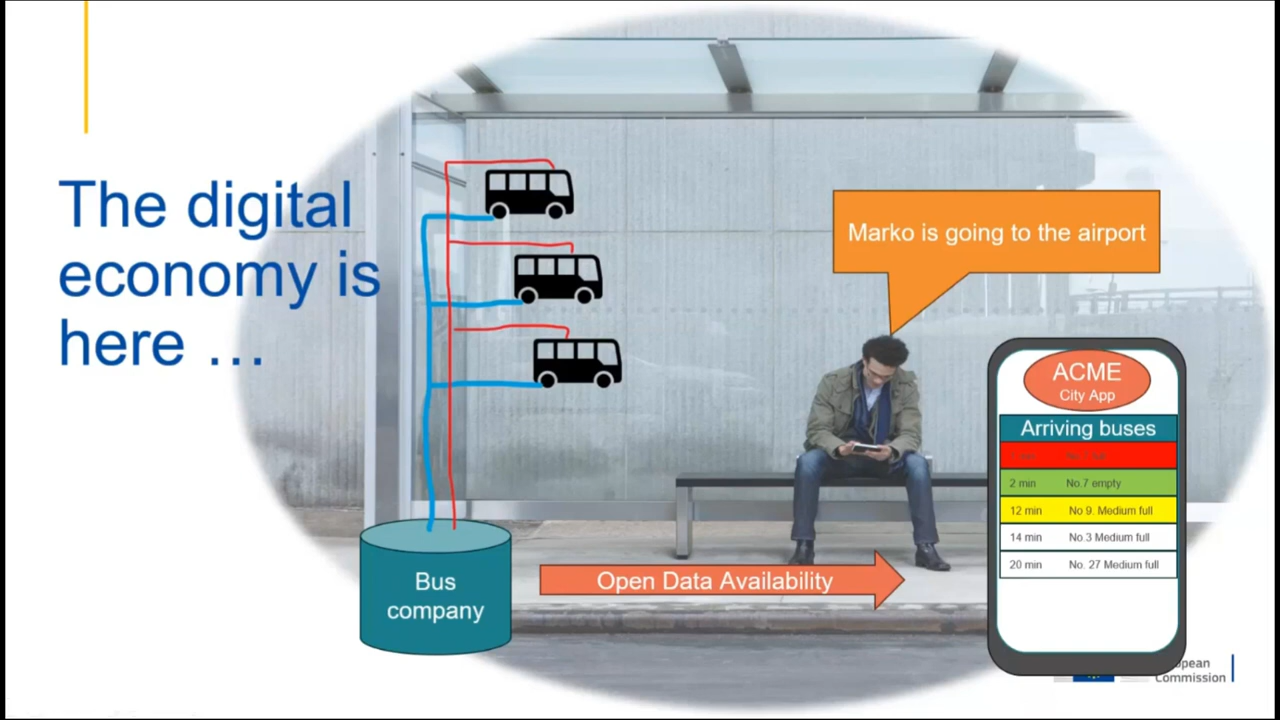 The digital
economy is
here …
Marko is going to the airport
ACME
City App
Arriving buses
2 min No.7 empty
12 min No 9. Medium full
14 min No.3 Medium full
20 min No. 27 Medium full
Bus
company
Open Data Availability
Commission